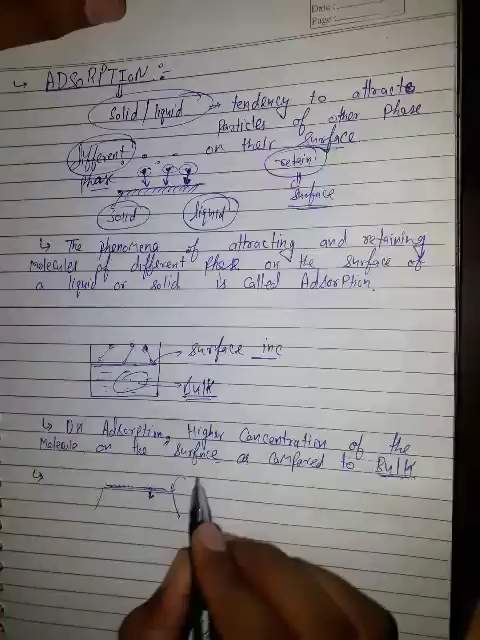 Date :
Page :
↳ ADSORPTION :-
Solid / liquid → tendency to attract
Particles of other Phase
on their surface
Different
Phase
retain
Surface
Solid
liquid
↳ The phenomena of attracting and retaining
Molecules of different Phase on the surface of
a liquid or solid is called Adsorption.
→ Surface inc
→ Bulk
↳ On Adsorption, Higher Concentration of the
Molecule on the surface as compared to Bulk
↳